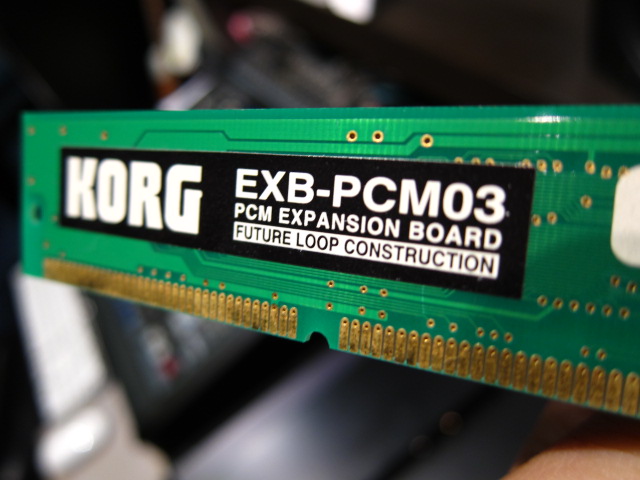 KORG
EXB-PCM03
PCM EXPANSION BOARD
FUTURE LOOP CONSTRUCTION